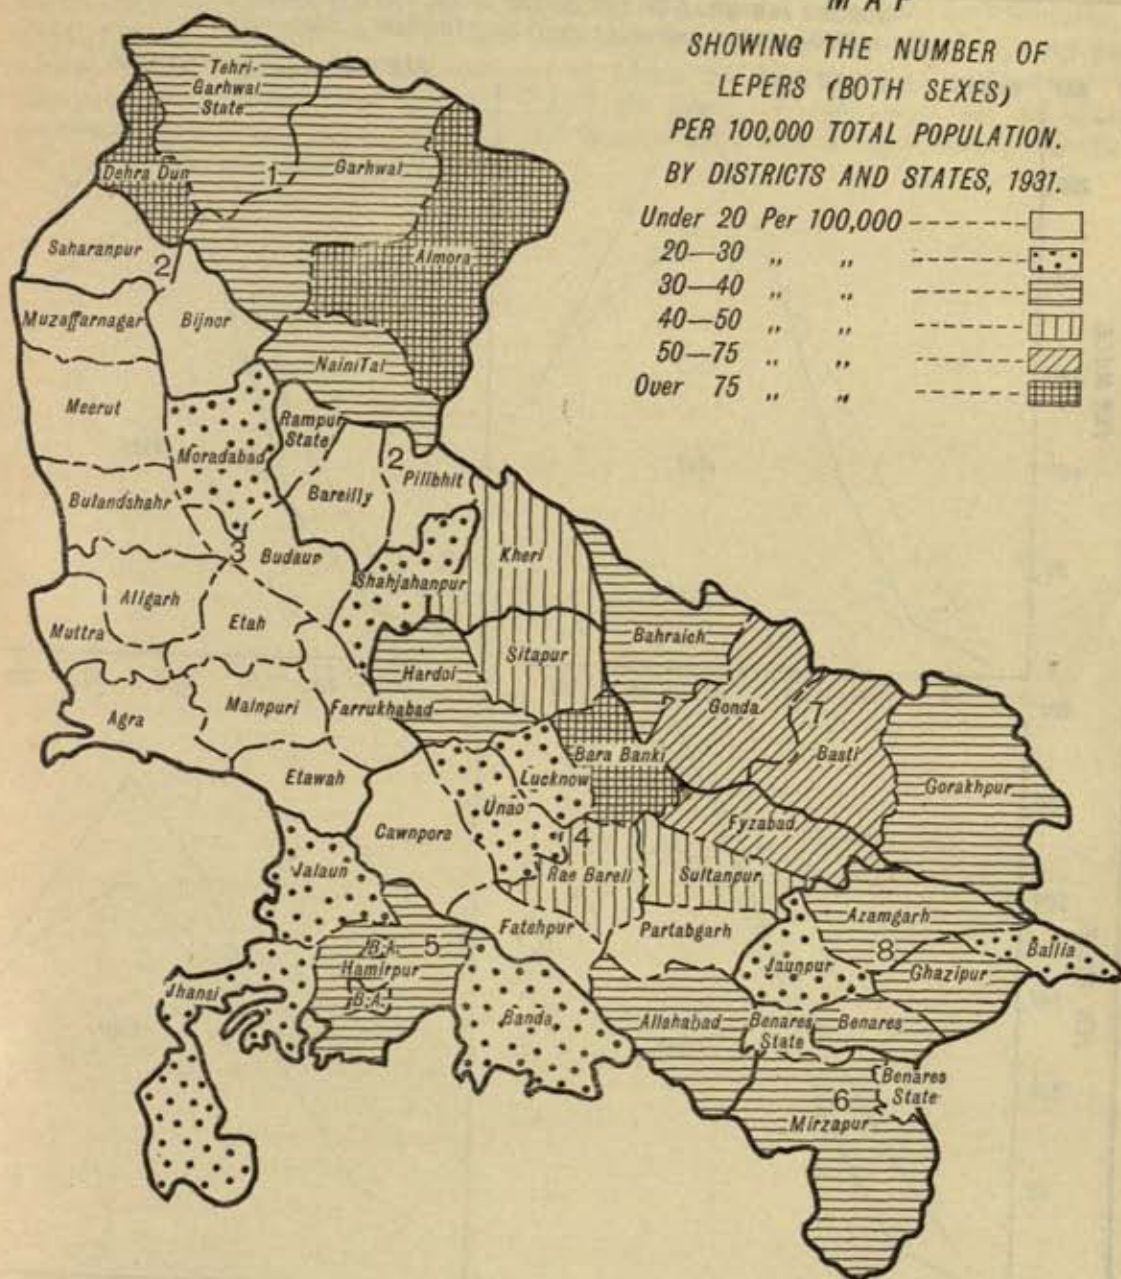 MAP
SHOWING THE NUMBER OF
LEPERS (BOTH SEXES)
PER 100,000 TOTAL POPULATION.
BY DISTRICTS AND STATES, 1931.
Under 20 Per 100,000
20—30 „ „
30—40 „ „
40—50 „ „
50—75 „ „
Over 75 „ „
Tehri-
Garhwal
State
Dehra Dun
1
Garhwal
Almora
Saharanpur
2
Muzaffarnagar
Bijnor
Naini Tal
Meerut
Moradabad
Rampur
State
2
Pilibhit
Bareilly
Bulandshahr
3
Budaun
Shahjahanpur
Kheri
Aligarh
Etah
Muttra
Bahraich
Sitapur
Hardoi
Agra
Mainpuri
Farrukhabad
Gonda
7
Basti
Bara Banki
Etawah
Lucknow
Gorakhpur
Unao
Cawnpora
4
Fyzabad
Jalaun
Rae Bareli
Sultanpur
Fatehpur
Partabgarh
Azamgarh
B.A.
5
Hamirpur
B.A.
Jaunpur
8
Ghazipur
Ballia
Jhansi
Banda
Allahabad
Benares
State
Benares
Benares
State
6
Mirzapur